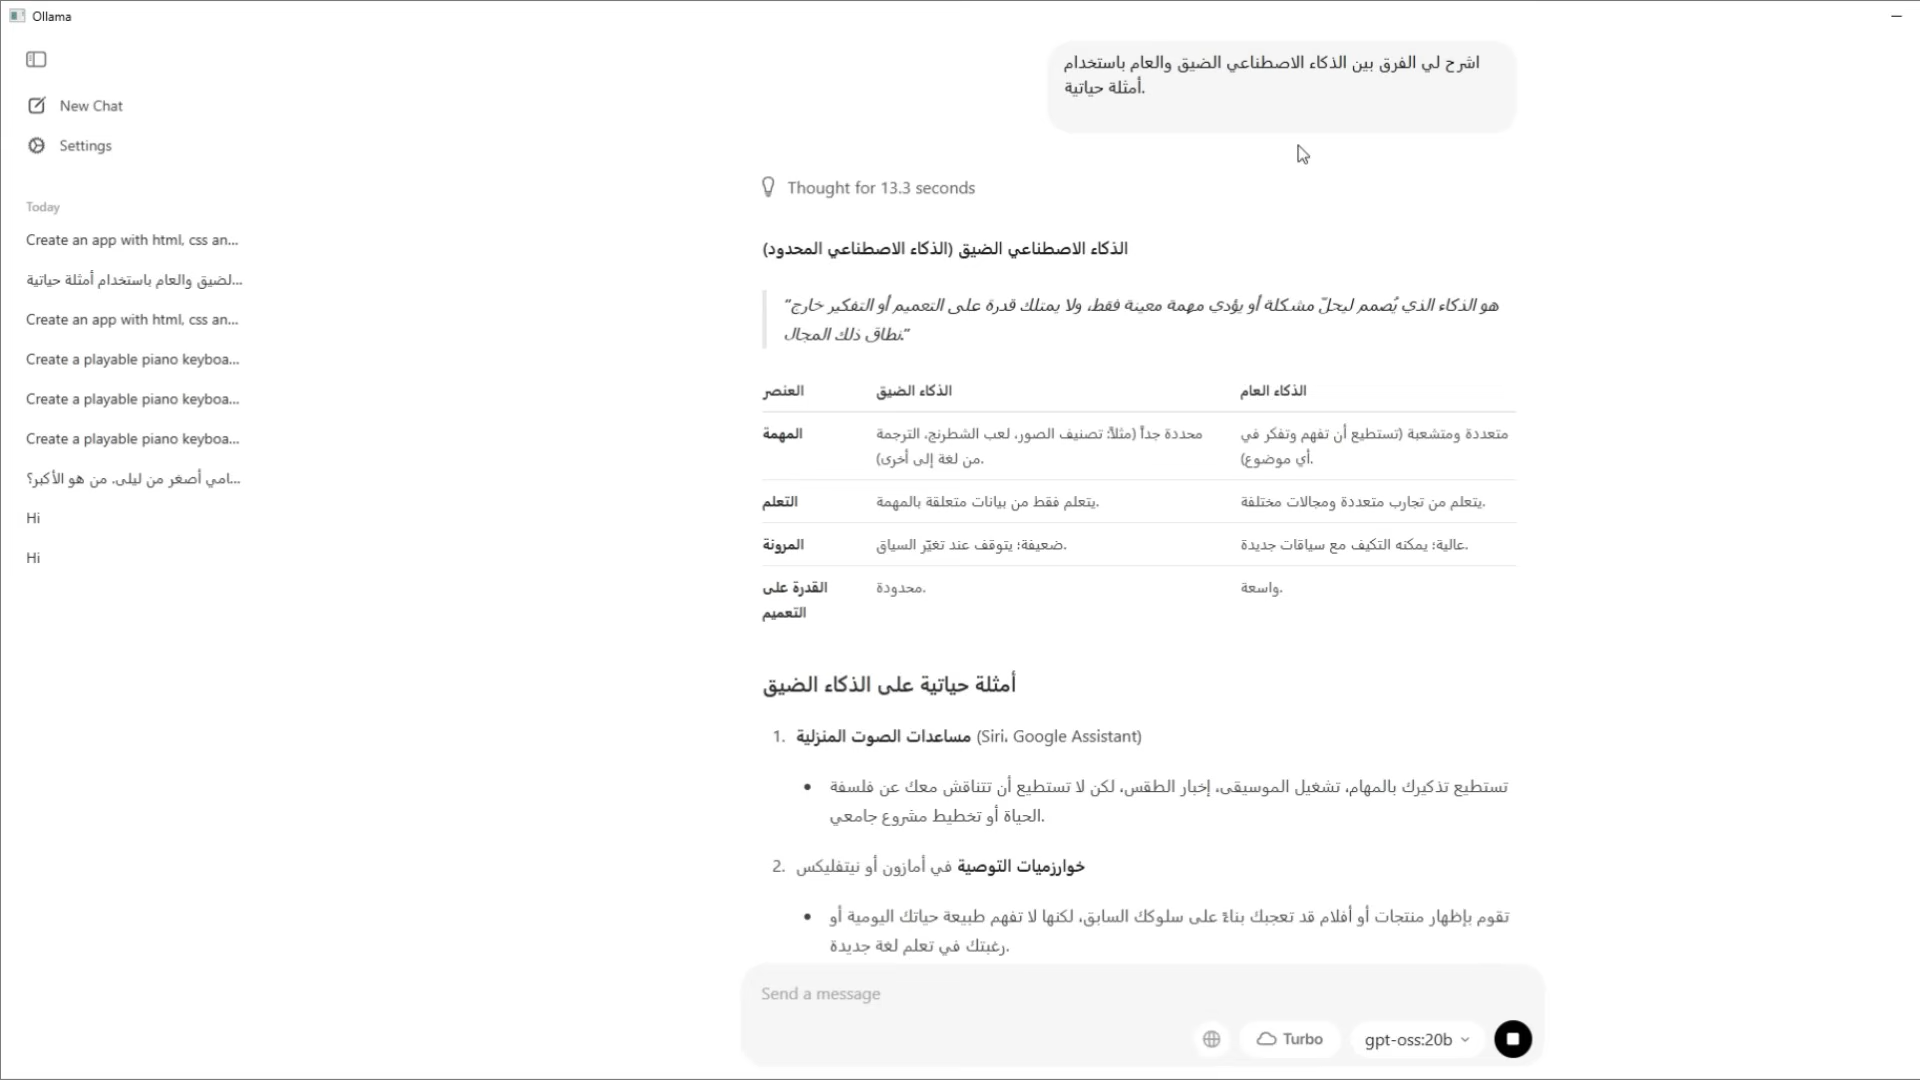 Ollama
New Chat
Settings
Today
Create an app with html, css an...
...لضيق والعام باستخدام أمثلة حياتية
Create an app with html, css an...
Create a playable piano keyboa...
Create a playable piano keyboa...
Create a playable piano keyboa...
...امي أصغر من ليلى. من هو الأكبر؟
Hi
Hi
اشرح لي الفرق بين الذكاء الاصطناعي الضيق والعام باستخدام
أمثلة حياتية.
Thought for 13.3 seconds
الذكاء الاصطناعي الضيق (الذكاء الاصطناعي المحدود)
"هو الذكاء الذي يُصمم ليحلّ مشكلة أو يؤدي مهمة معينة فقط، ولا يمتلك قدرة على التعميم أو التفكير خارج
نطاق ذلك المجال."
العنصر الذكاء الضيق الذكاء العام
المهمة محددة جداً (مثلاً: تصنيف الصور، لعب الشطرنج، الترجمة متعددة ومتشعبة (تستطيع أن تفهم وتفكر في
من لغة إلى أخرى). أي موضوع).
التعلم يتعلم فقط من بيانات متعلقة بالمهمة. يتعلم من تجارب متعددة ومجالات مختلفة.
المرونة ضعيفة؛ يتوقف عند تغيّر السياق. عالية؛ يمكنه التكيف مع سياقات جديدة.
القدرة على محدودة. واسعة.
التعميم
أمثلة حياتية على الذكاء الضيق
1. مساعدات الصوت المنزلية (Siri، Google Assistant)
• تستطيع تذكيرك بالمهام، تشغيل الموسيقى، إخبار الطقس، لكن لا تستطيع أن تتناقش معك عن فلسفة
الحياة أو تخطيط مشروع جامعي.
2. خوارزميات التوصية في أمازون أو نيتفليكس
• تقوم بإظهار منتجات أو أفلام قد تعجبك بناءً على سلوكك السابق، لكنها لا تفهم طبيعة حياتك اليومية أو
رغبتك في تعلم لغة جديدة.
Send a message
Turbo
gpt-oss:20b